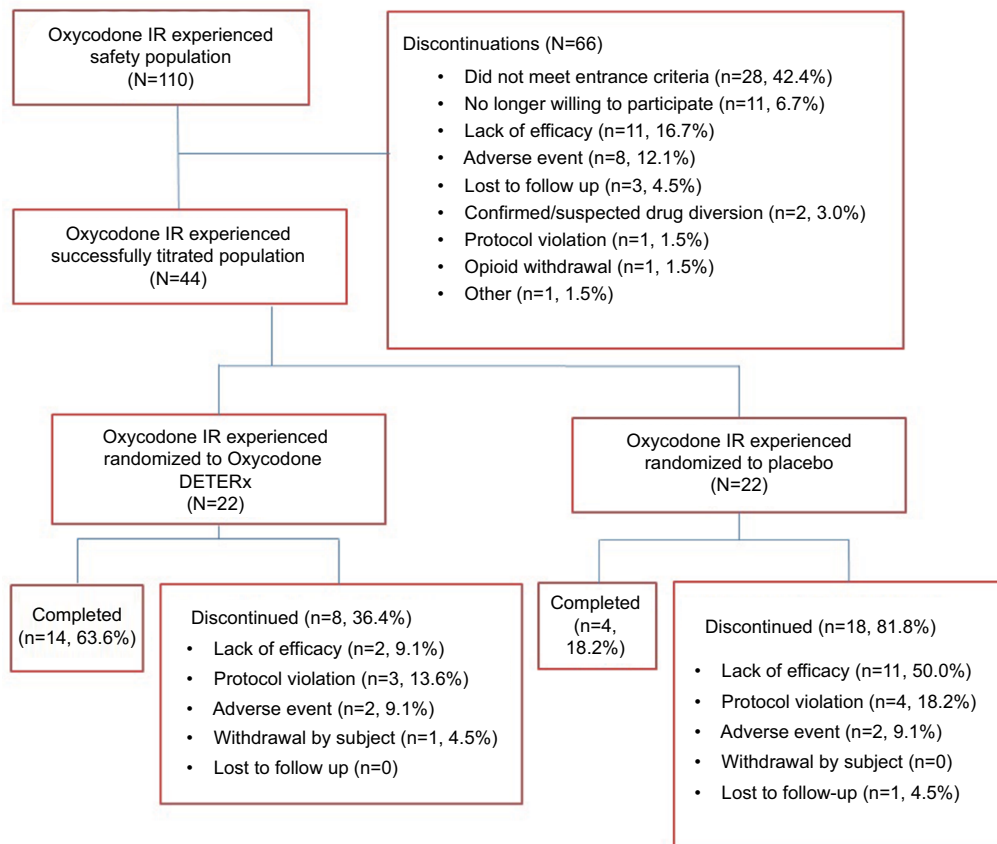 Oxycodone IR experienced
safety population
(N=110)
Discontinuations (N=66)
• Did not meet entrance criteria (n=28, 42.4%)
• No longer willing to participate (n=11, 6.7%)
• Lack of efficacy (n=11, 16.7%)
• Adverse event (n=8, 12.1%)
• Lost to follow up (n=3, 4.5%)
• Confirmed/suspected drug diversion (n=2, 3.0%)
• Protocol violation (n=1, 1.5%)
• Opioid withdrawal (n=1, 1.5%)
• Other (n=1, 1.5%)
Oxycodone IR experienced
successfully titrated population
(N=44)
Oxycodone IR experienced
randomized to Oxycodone
DETERx
(N=22)
Oxycodone IR experienced
randomized to placebo
(N=22)
Completed
(n=14, 63.6%)
Discontinued (n=8, 36.4%)
• Lack of efficacy (n=2, 9.1%)
• Protocol violation (n=3, 13.6%)
• Adverse event (n=2, 9.1%)
• Withdrawal by subject (n=1, 4.5%)
• Lost to follow up (n=0)
Completed
(n=4,
18.2%)
Discontinued (n=18, 81.8%)
• Lack of efficacy (n=11, 50.0%)
• Protocol violation (n=4, 18.2%)
• Adverse event (n=2, 9.1%)
• Withdrawal by subject (n=0)
• Lost to follow-up (n=1, 4.5%)